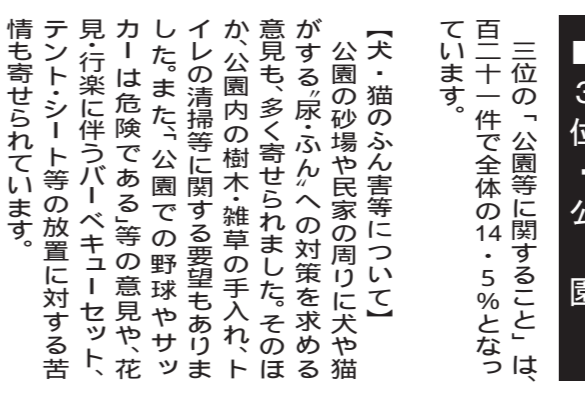 ■3位・公園
三位の「公園等に関すること」は、
百二十一件で全体の14・5%となっ
ています。
【犬・猫のふん害等について】
公園の砂場や民家の周りに犬や猫
がする〝尿・ふん〟への対策を求める
意見も、多く寄せられました。そのほ
か、公園内の樹木・雑草の手入れ、ト
イレの清掃等に関する要望もありま
した。また、「公園での野球やサッ
カーは危険である」等の意見や、花
見・行楽に伴うバーベキューセット、
テント・シート等の放置に対する苦
情も寄せられています。